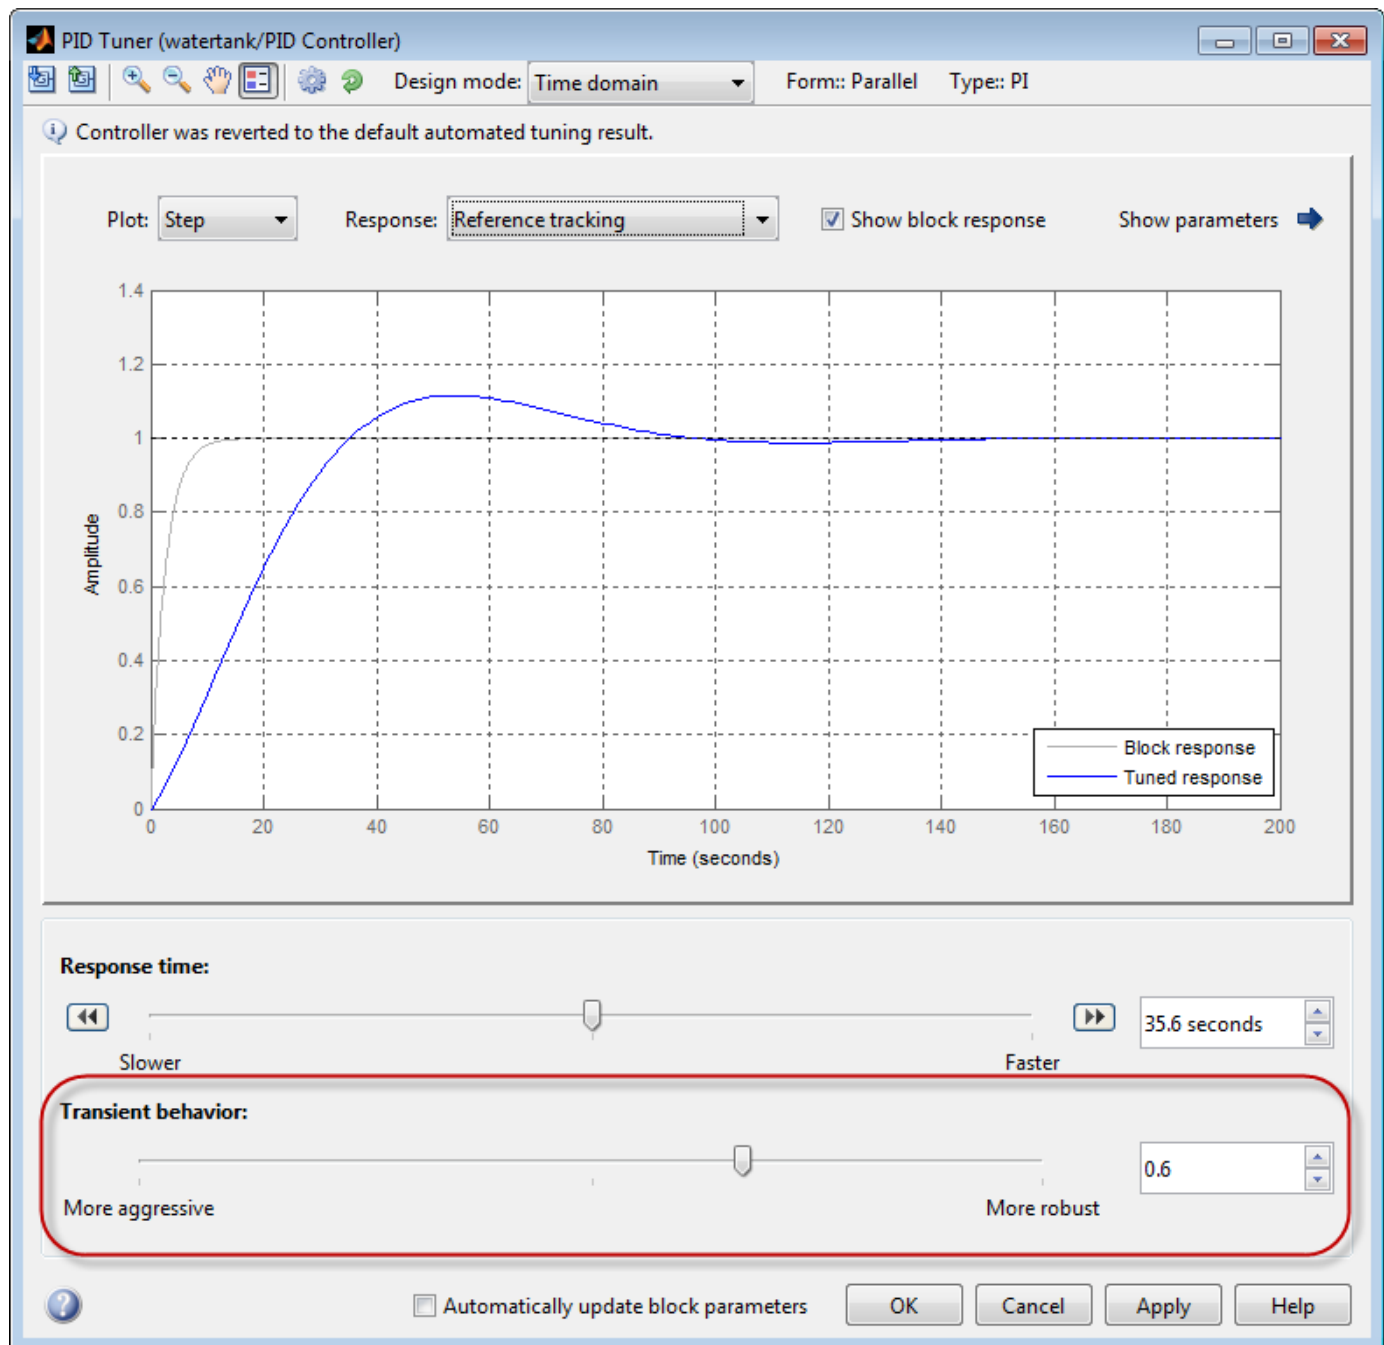 PID Tuner (watertank/PID Controller)
Design mode: Time domain Form:: Parallel Type:: PI
Controller was reverted to the default automated tuning result.
Plot: Step Response: Reference tracking Show block response Show parameters
1.4
1.2
1
0.8
0.6
0.4
0.2
0
Amplitude
0 20 40 60 80 100 120 140 160 180 200
Time (seconds)
Block response
Tuned response
Response time:
35.6 seconds
Slower Faster
Transient behavior:
0.6
More aggressive More robust
Automatically update block parameters OK Cancel Apply Help